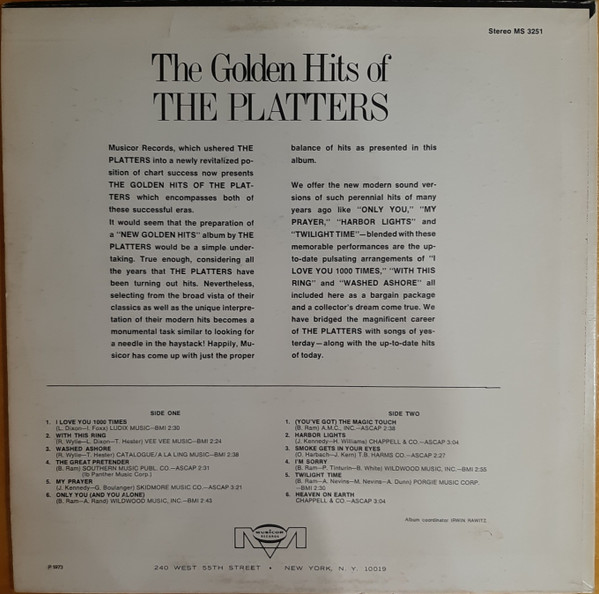 Stereo MS 3251
The Golden Hits of
THE PLATTERS
Musicor Records, which ushered THE
PLATTERS into a newly revitalized po-
sition of chart success now presents
THE GOLDEN HITS OF THE PLAT-
TERS which encompasses both of
these successful eras.
It would seem that the preparation of
a "NEW GOLDEN HITS" album by THE
PLATTERS would be a simple under-
taking. True enough, considering all
the years that THE PLATTERS have
been turning out hits. Nevertheless,
selecting from the broad vista of their
classics as well as the unique interpre-
tation of their modern hits becomes a
monumental task similar to looking for
a needle in the haystack! Happily, Mu-
sicor has come up with just the proper
balance of hits as presented in this
album.
We offer the new modern sound ver-
sions of such perennial hits of many
years ago like "ONLY YOU," "MY
PRAYER," "HARBOR LIGHTS" and
"TWILIGHT TIME"—blended with these
memorable performances are the up-
to-date pulsating arrangements of "I
LOVE YOU 1000 TIMES," "WITH THIS
RING" and "WASHED ASHORE" all
included here as a bargain package
and a collector's dream come true. We
have bridged the magnificent career
of THE PLATTERS with songs of yes-
terday—along with the up-to-date hits
of today.
SIDE ONE
1. I LOVE YOU 1000 TIMES
(L. Dixon—I. Foxx) LUDIX MUSIC—BMI 2:30
2. WITH THIS RING
(R. Wylie—L. Dixon—T. Hester) VEE VEE MUSIC—BMI 2:24
3. WASHED ASHORE
(R. Wylie—T. Hester) CATALOGUE/A LA LING MUSIC—BMI 2:38
4. THE GREAT PRETENDER
(B. Ram) SOUTHERN MUSIC PUBL. CO.—ASCAP 2:31
(% Panther Music Corp.)
5. MY PRAYER
(J. Kennedy—G. Boulanger) SKIDMORE MUSIC CO.—ASCAP 3:21
6. ONLY YOU (AND YOU ALONE)
(B. Ram—A. Rand) WILDWOOD MUSIC, INC.—BMI 2:43
SIDE TWO
1. (YOU'VE GOT) THE MAGIC TOUCH
(B. Ram) A.M.C., INC.—ASCAP 2:38
2. HARBOR LIGHTS
(J. Kennedy—H. Williams) CHAPPELL & CO.—ASCAP 3:04
3. SMOKE GETS IN YOUR EYES
(O. Harbach—J. Kern) T.B. HARMS CO.—ASCAP 2:27
4. I'M SORRY
(B. Ram—P. Tinturin—B. White) WILDWOOD MUSIC, INC.—BMI 2:55
5. TWILIGHT TIME
(B. Ram—A. Nevins—M. Nevins—A. Dunn) PORGIE MUSIC CORP.
—BMI 2:30
6. HEAVEN ON EARTH
CHAPPELL & CO.—ASCAP 3:04
Album coordinator: IRWIN RAWITZ
musicor
RECORDS
240 WEST 55TH STREET • NEW YORK, N. Y. 10019